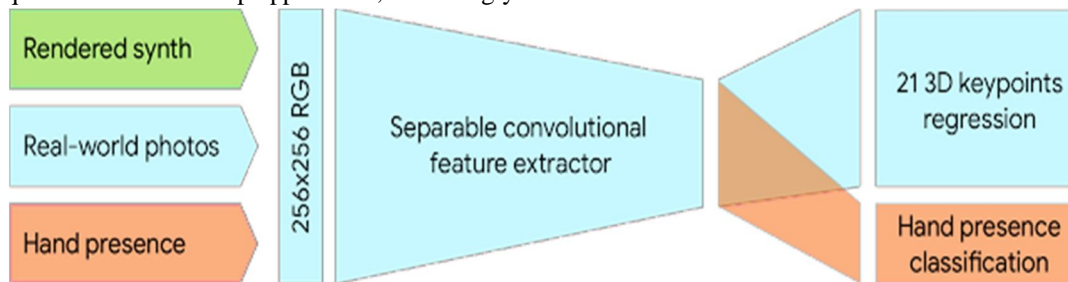 Rendered synth
Real-world photos
Hand presence
256x256 RGB
Separable convolutional
feature extractor
21 3D keypoints
regression
Hand presence
classification